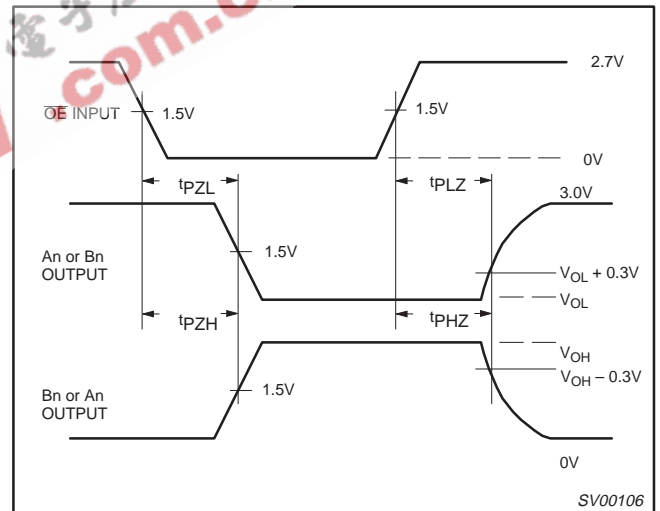 2.7V
OE INPUT
1.5V
1.5V
0V
tPZL
tPLZ
3.0V
An or Bn
OUTPUT
1.5V
VOL + 0.3V
VOL
tPZH
tPHZ
VOH
VOH – 0.3V
Bn or An
OUTPUT
1.5V
0V
SV00106
.com.